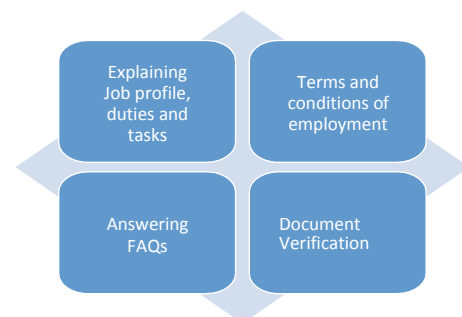 Explaining
Job profile,
duties and
tasks
Terms and
conditions of
employment
Answering
FAQs
Document
Verification